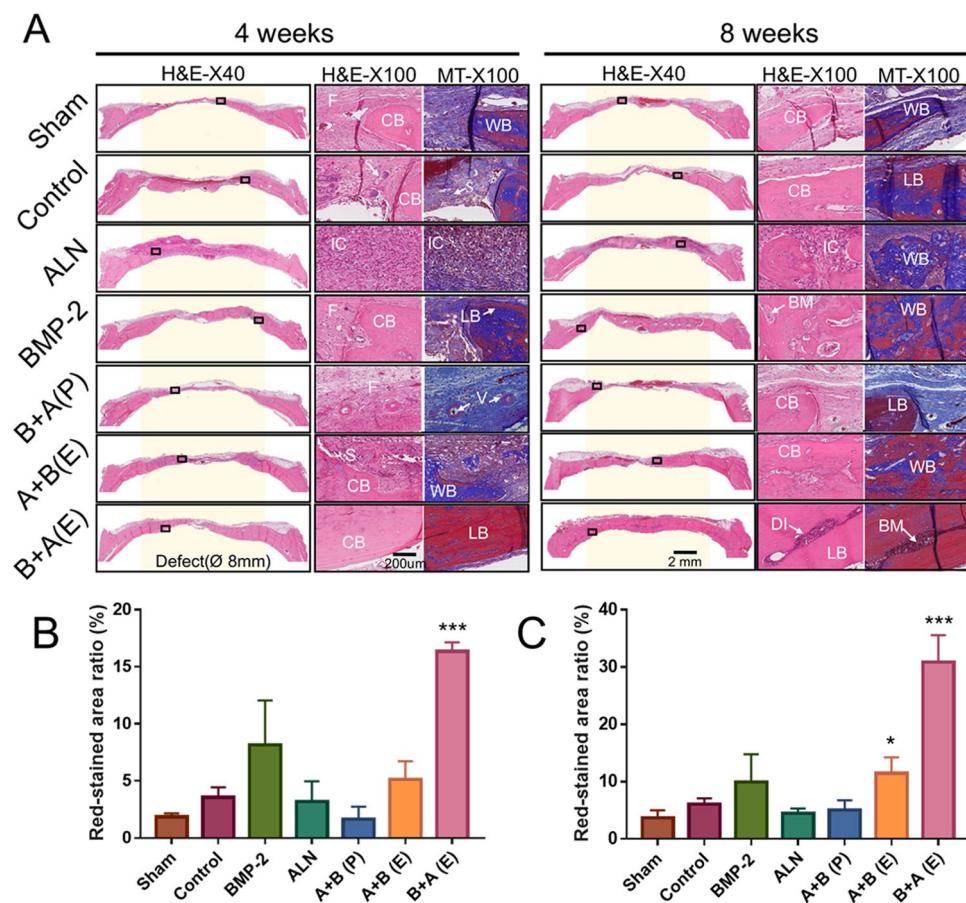 A
4 weeks
8 weeks
H&E-X40 H&E-X100 MT-X100 H&E-X40 H&E-X100 MT-X100
Sham
F CB WB CB WB
Control
S CB S CB LB
ALN
IC IC IC WB
BMP-2
F CB LB BM WB
B+A(P)
F V CB LB
A+B(E)
S CB WB CB WB
B+A(E)
Defect(Ø 8mm) CB 200um LB 2 mm DI LB BM
B
Red-stained area ratio (%)
20
15
10
5
0
***
Sham Control BMP-2 ALN A+B (P) A+B (E) B+A (E)
C
Red-stained area ratio (%)
40
30
20
10
0
*
***
Sham Control BMP-2 ALN A+B (P) A+B (E) B+A (E)